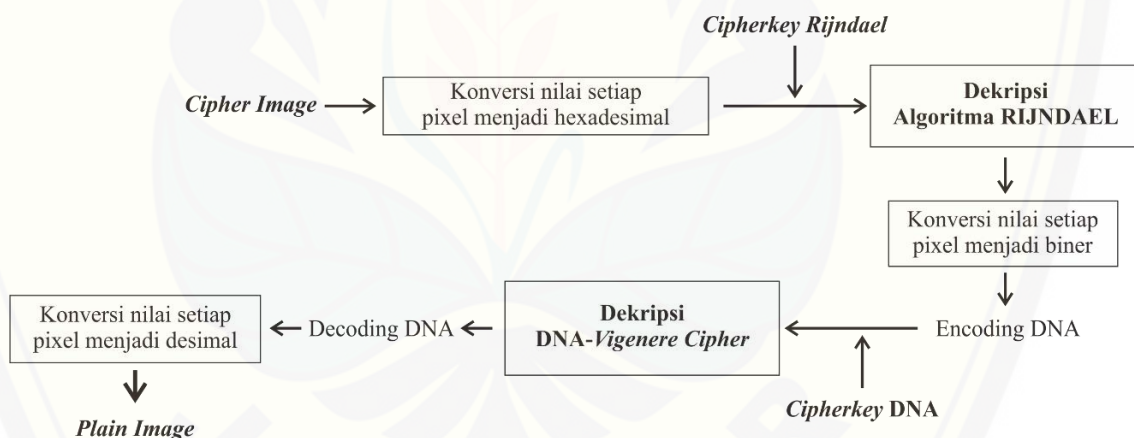 Cipherkey Rijndael
Cipher Image
Konversi nilai setiap
pixel menjadi hexadesimal
Dekripsi
Algoritma RIJNDAEL
Konversi nilai setiap
pixel menjadi biner
Encoding DNA
Cipherkey DNA
Dekripsi
DNA-Vigenere Cipher
Decoding DNA
Konversi nilai setiap
pixel menjadi desimal
Plain Image